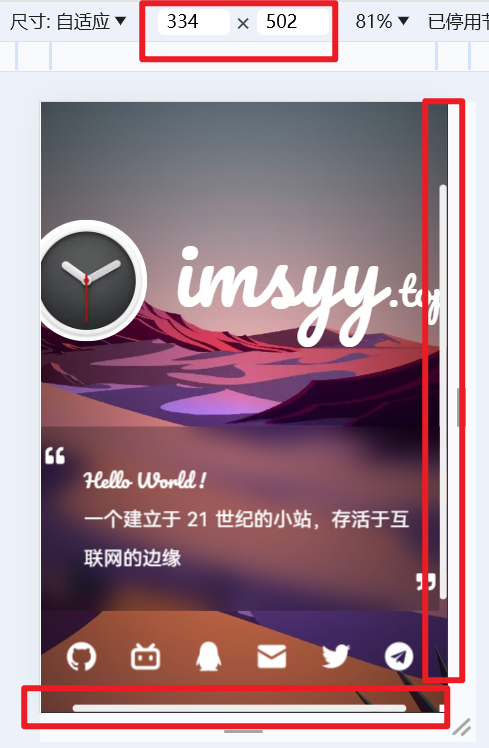 尺寸: 自适应 ▼ 334 × 502 81% ▼ 已停用
imsyy.top
Hello World !
一个建立于 21 世纪的小站，存活于互
联网的边缘